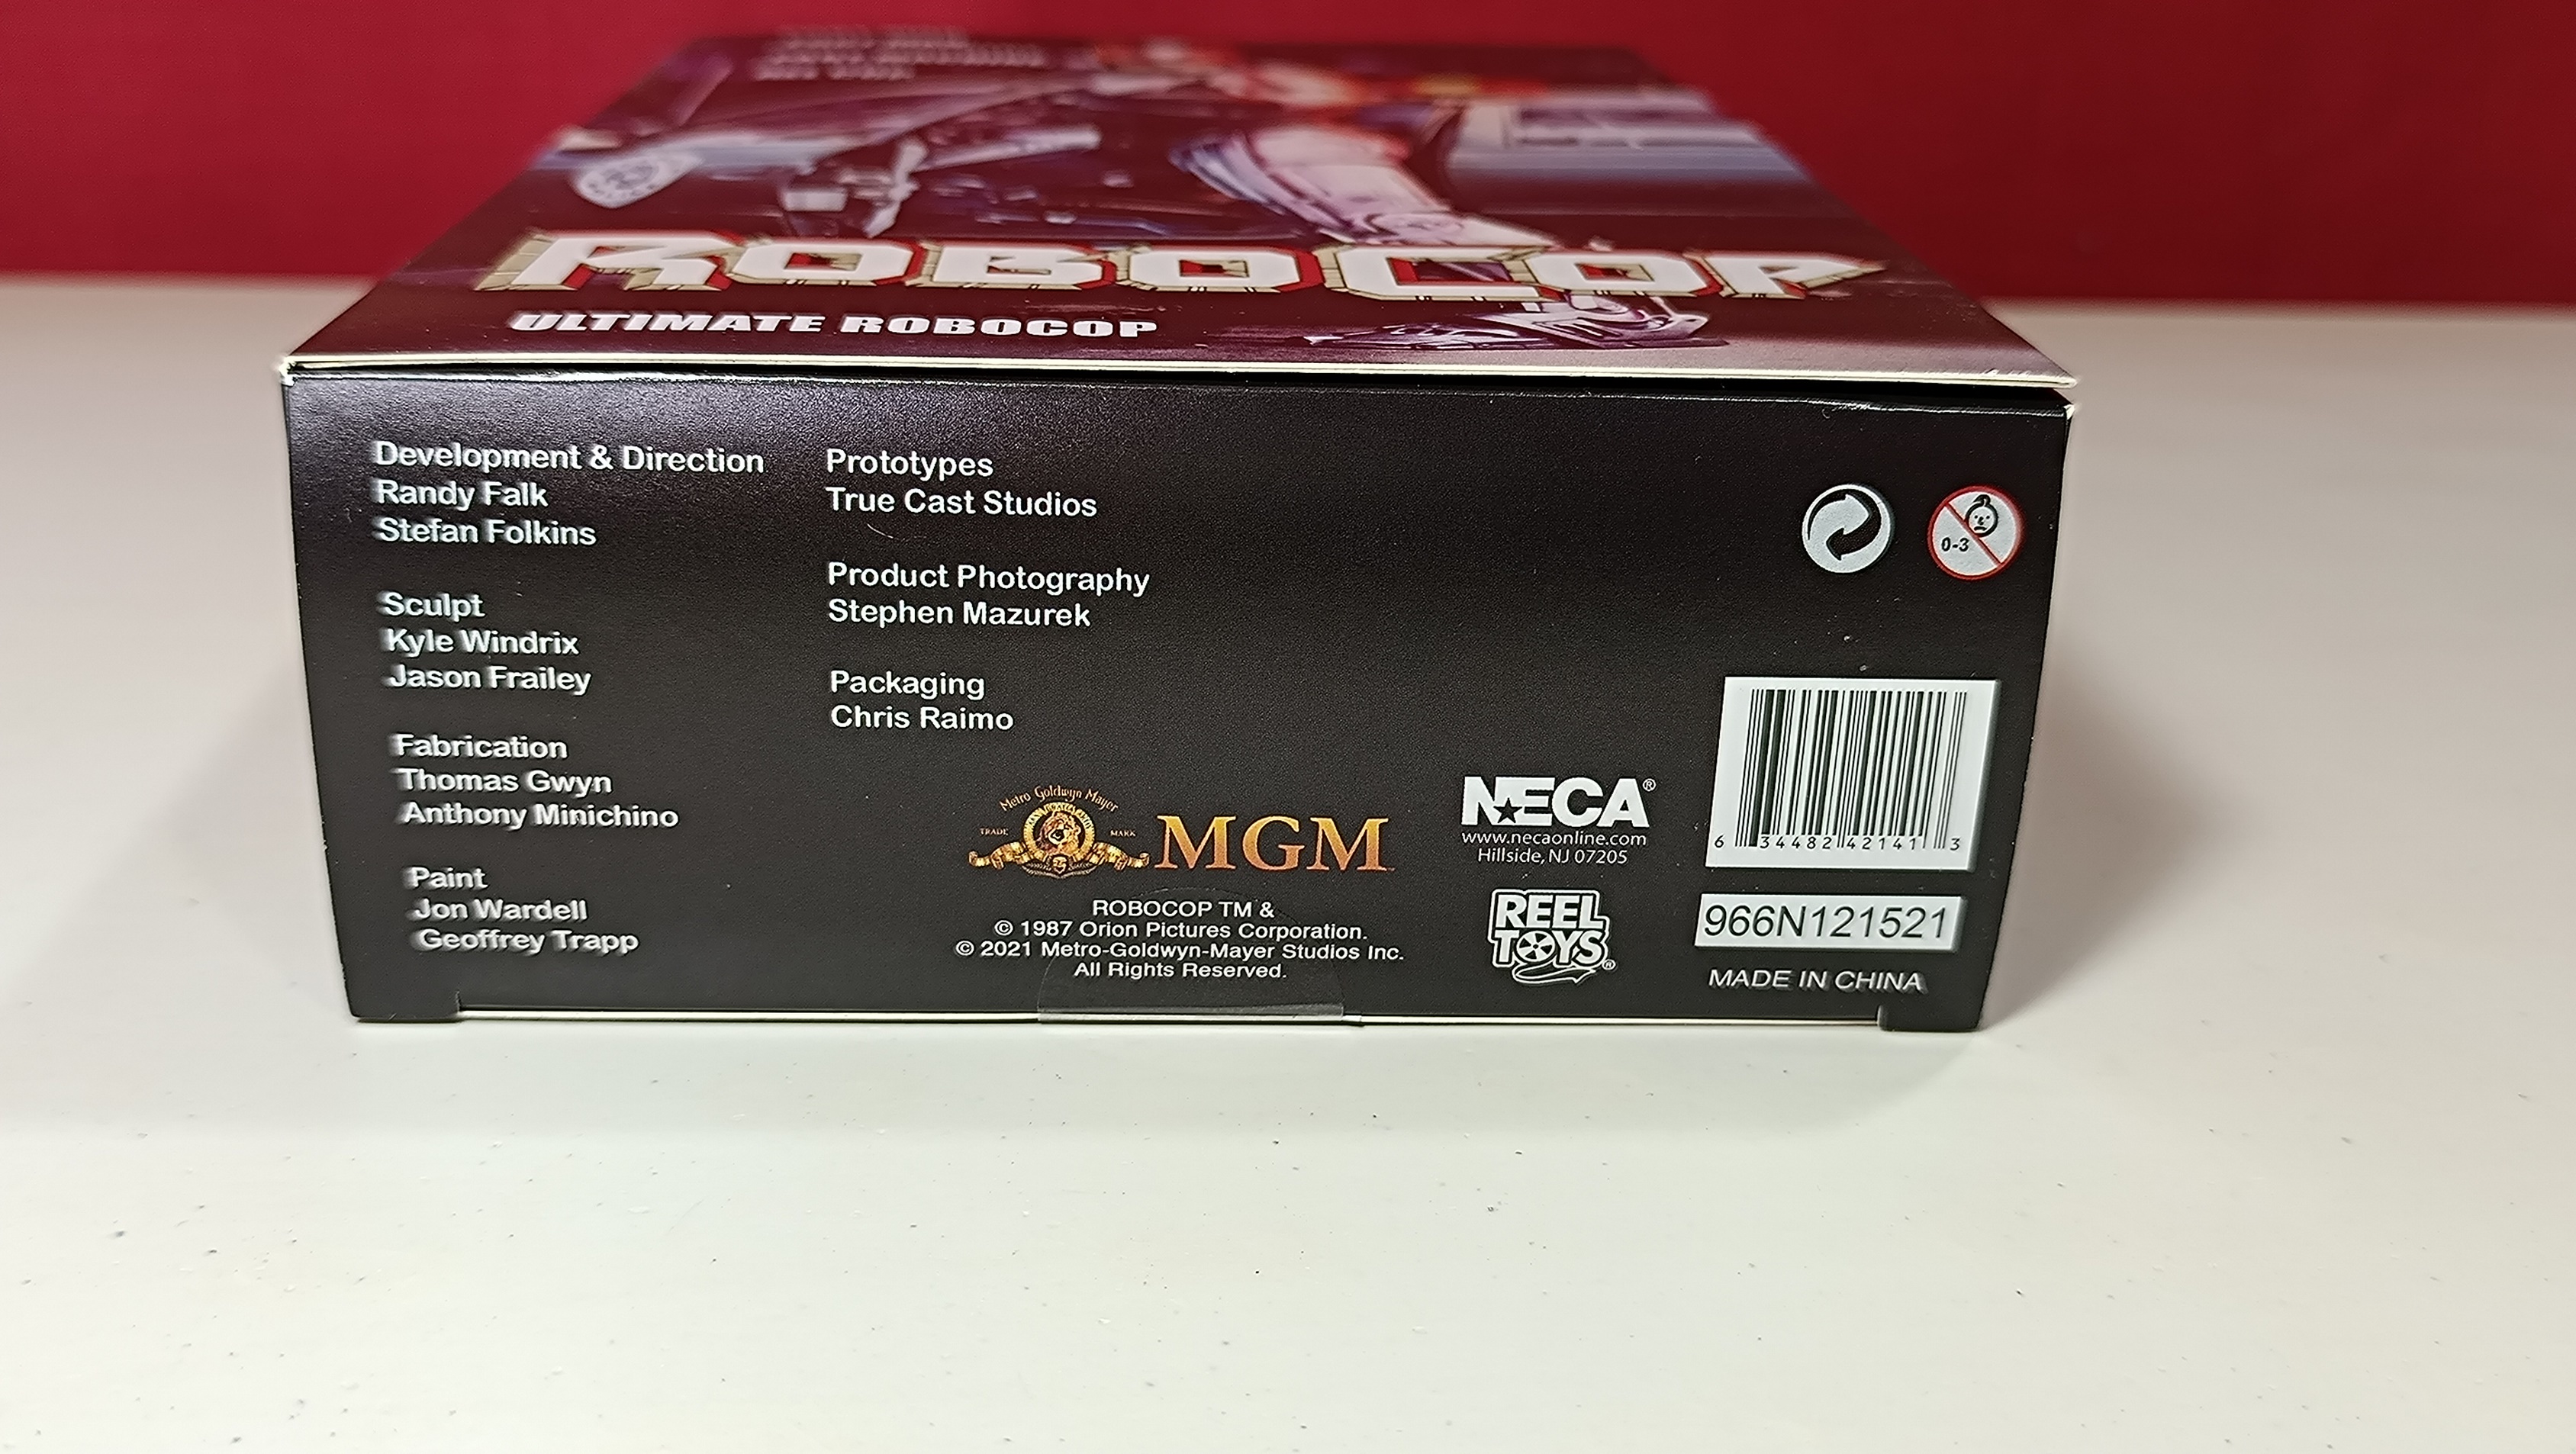 ROBOCOP
ULTIMATE ROBOCOP
Development & Direction
Randy Falk
Stefan Folkins
Sculpt
Kyle Windrix
Jason Frailey
Fabrication
Thomas Gwyn
Anthony Minichino
Paint
Jon Wardell
Geoffrey Trapp
Prototypes
True Cast Studios
Product Photography
Stephen Mazurek
Packaging
Chris Raimo
Metro Goldwyn Mayer
TRADE MARK
MGM
ROBOCOP TM &
© 1987 Orion Pictures Corporation.
© 2021 Metro-Goldwyn-Mayer Studios Inc.
All Rights Reserved.
NECA®
www.necaonline.com
Hillside, NJ 07205
REEL
TOYS®
0-3
6 34482 42141 3
966N121521
MADE IN CHINA